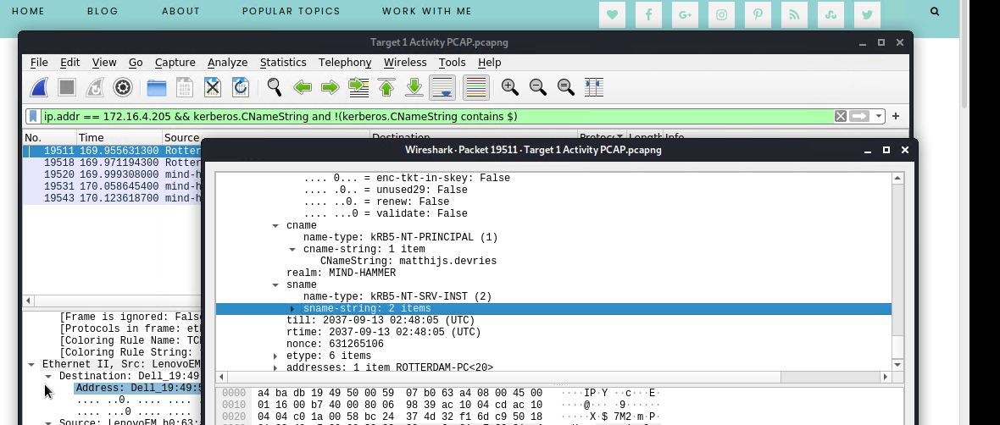 HOME BLOG ABOUT POPULAR TOPICS WORK WITH ME
Target 1 Activity PCAP.pcapng
File Edit View Go Capture Analyze Statistics Telephony Wireless Tools Help
ip.addr == 172.16.4.205 && kerberos.CNameString and !(kerberos.CNameString contains $)
No. Time Source Destination Protoc Length Info
19511 169.955631300 Rotter
19518 169.971194300 Rotter
19520 169.999308000 mind-h
19531 170.058645400 mind-h
19543 170.123618700 mind-h
[Frame is ignored: False
[Protocols in frame: eth
[Coloring Rule Name: TCP
[Coloring Rule String:
Ethernet II, Src: LenovoEM
Destination: Dell_19:49
Address: Dell_19:49:5
.... ..0. .... ....
.... ...0 .... ....
Source: LenovoEM_b0:63:
Wireshark · Packet 19511 · Target 1 Activity PCAP.pcapng
.... 0... = enc-tkt-in-skey: False
.... .0.. = unused29: False
.... ..0. = renew: False
.... ...0 = validate: False
cname
name-type: kRB5-NT-PRINCIPAL (1)
cname-string: 1 item
CNameString: matthijs.devries
realm: MIND-HAMMER
sname
name-type: kRB5-NT-SRV-INST (2)
sname-string: 2 items
till: 2037-09-13 02:48:05 (UTC)
rtime: 2037-09-13 02:48:05 (UTC)
nonce: 631265106
etype: 6 items
addresses: 1 item ROTTERDAM-PC<20>
0000 a4 ba db 19 49 50 00 59 07 b0 63 a4 08 00 45 00 ····IP·Y ··c···E·
0010 01 16 00 b7 40 00 80 06 98 39 ac 10 04 cd ac 10 ····@··· ·9······
0020 04 04 c0 1a 00 58 bc 24 37 4d 32 f1 6d c9 50 18 ·····X·$ 7M2·m·P·